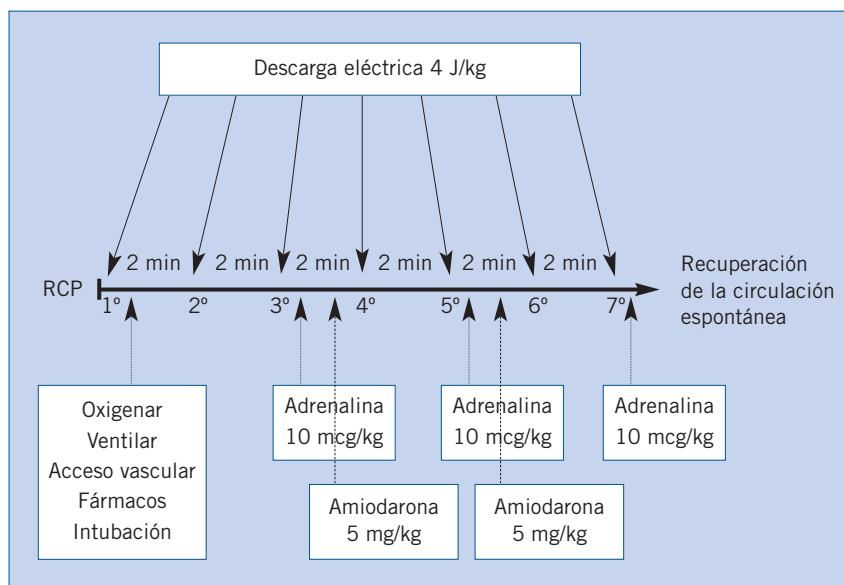 Descarga eléctrica 4 J/kg
2 min 2 min 2 min 2 min 2 min 2 min
RCP
1º 2º 3º 4º 5º 6º 7º
Recuperación
de la circulación
espontánea
Oxigenar
Ventilar
Acceso vascular
Fármacos
Intubación
Adrenalina
10 mcg/kg
Amiodarona
5 mg/kg
Adrenalina
10 mcg/kg
Amiodarona
5 mg/kg
Adrenalina
10 mcg/kg